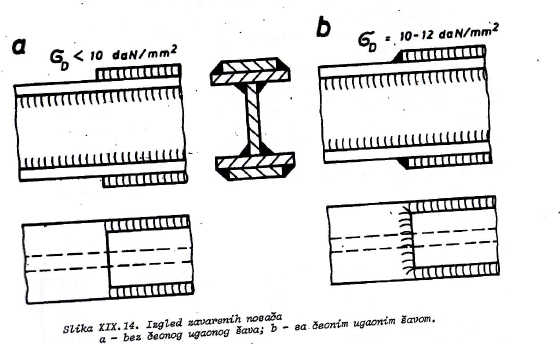 a
σD < 10 daN/mm²
b
σD = 10-12 daN/mm²
Slika XIX.14. Izgled zavarenih nosača
a - bez čeonog ugaonog šava; b - sa čeonim ugaonim šavom.